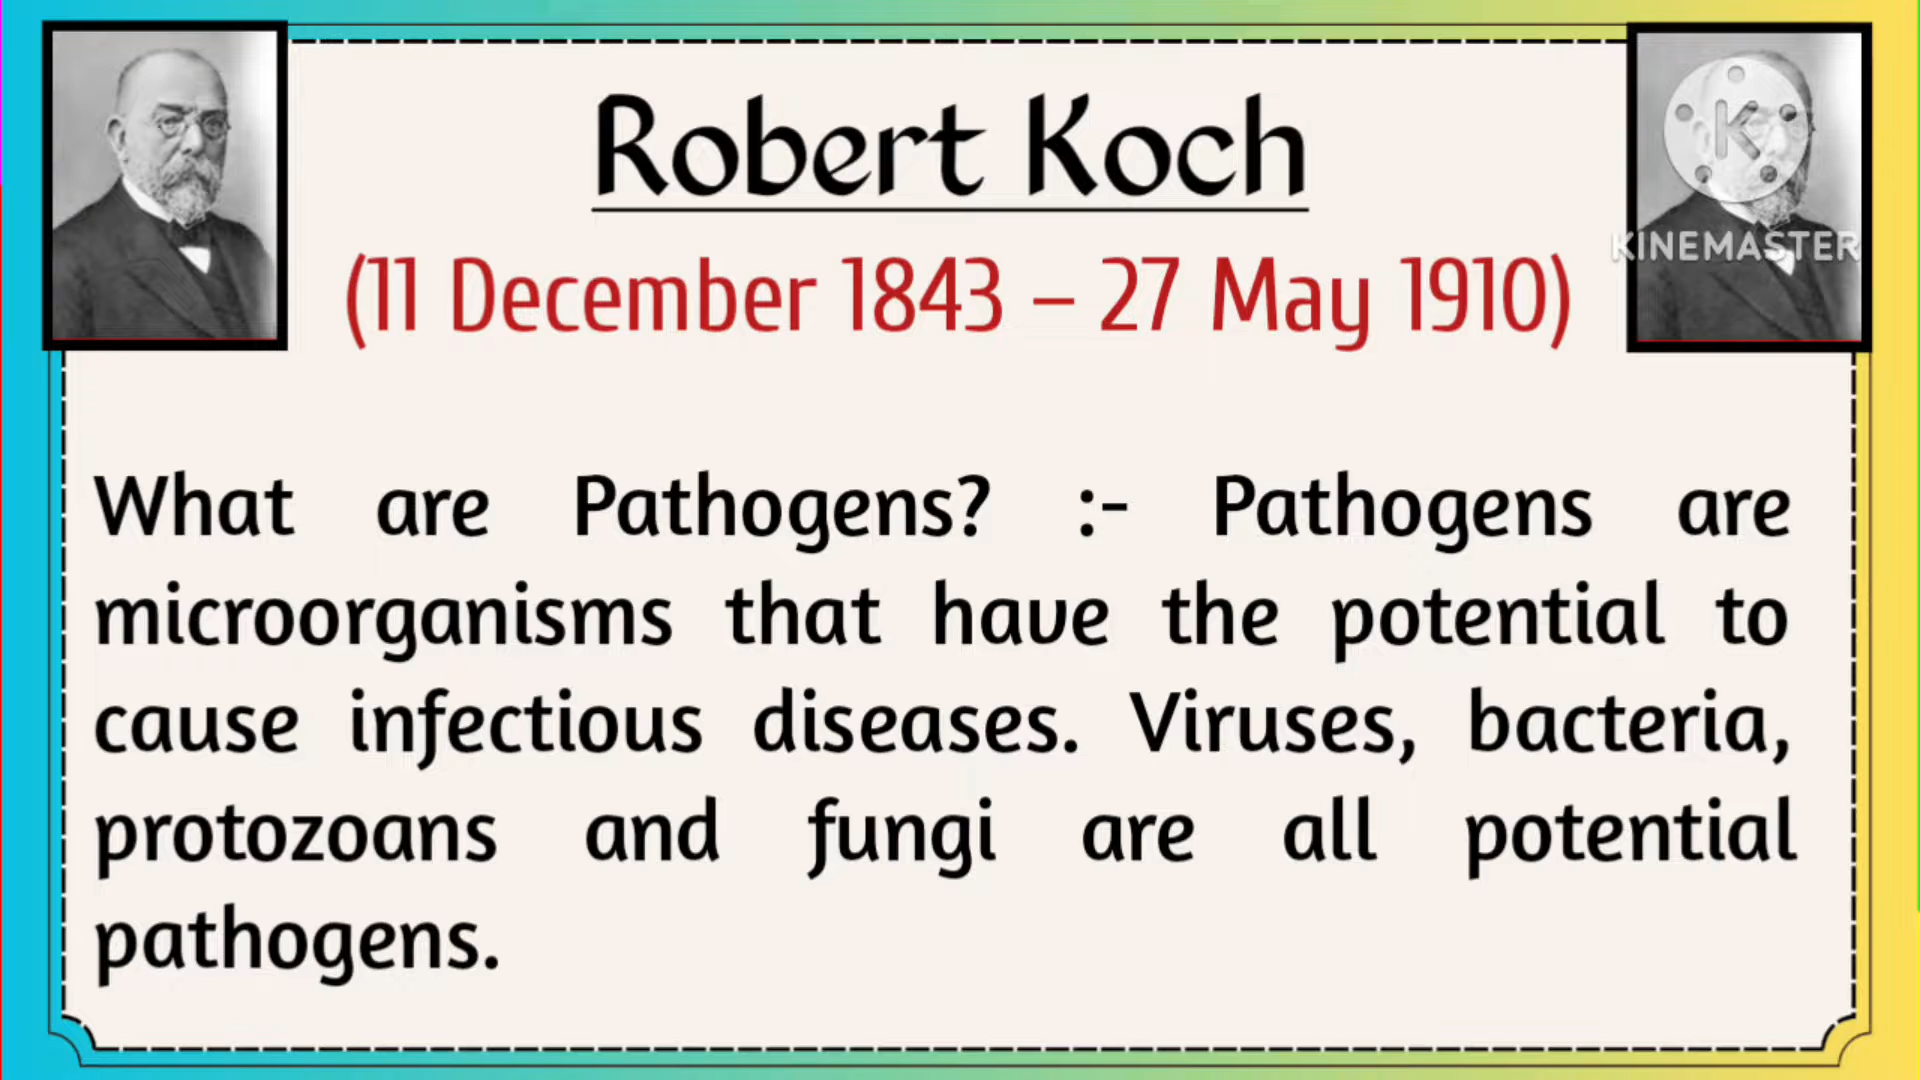 Robert Koch
(11 December 1843 – 27 May 1910)
K
KINEMASTER
What are Pathogens? :- Pathogens are
microorganisms that have the potential to
cause infectious diseases. Viruses, bacteria,
protozoans and fungi are all potential
pathogens.